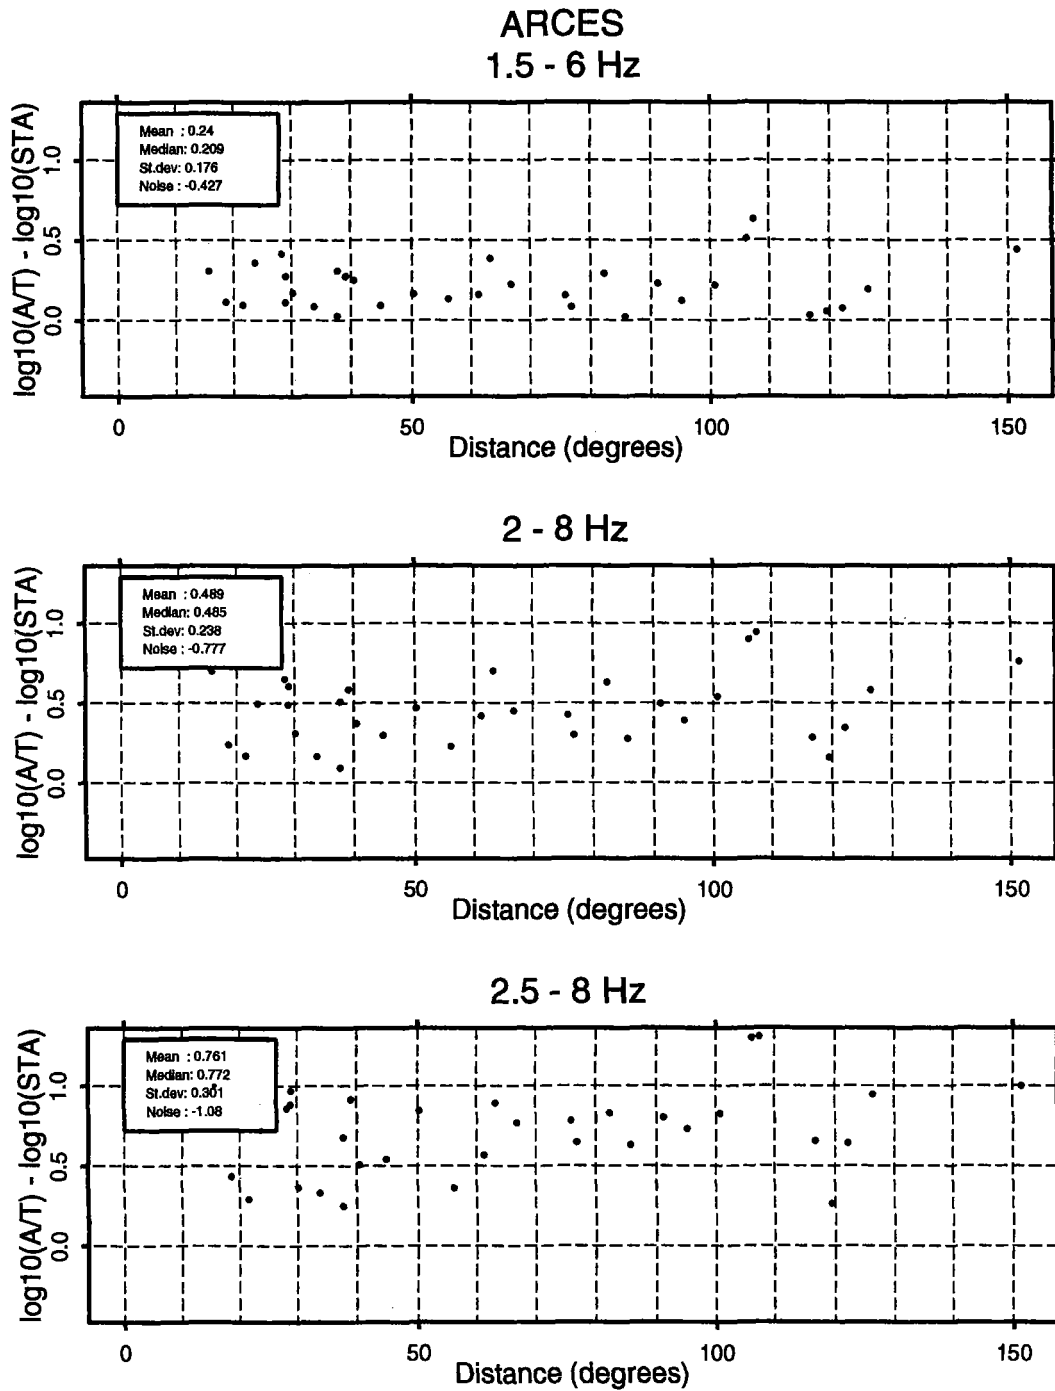 ARCES
1.5 - 6 Hz
Mean : 0.24
Median: 0.209
St.dev: 0.176
Noise : -0.427
log10(A/T) - log10(STA)
0.0 0.5 1.0
0 50 100 150
Distance (degrees)
2 - 8 Hz
Mean : 0.489
Median: 0.485
St.dev: 0.238
Noise : -0.777
log10(A/T) - log10(STA)
0.0 0.5 1.0
0 50 100 150
Distance (degrees)
2.5 - 8 Hz
Mean : 0.761
Median: 0.772
St.dev: 0.301
Noise : -1.08
log10(A/T) - log10(STA)
0.0 0.5 1.0
0 50 100 150
Distance (degrees)